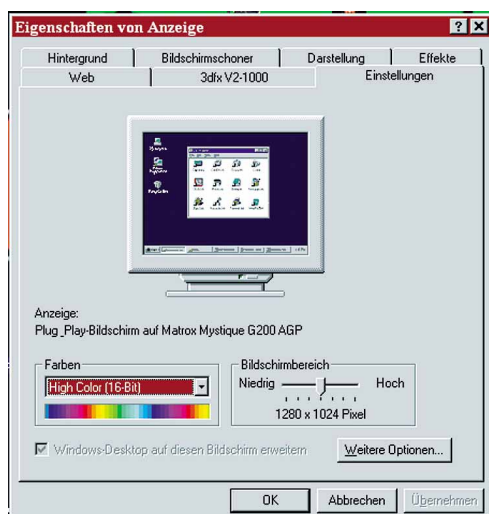 Eigenschaften von Anzeige
Hintergrund Bildschirmschoner Darstellung Effekte
Web 3dfx V2-1000 Einstellungen
Anzeige:
Plug_Play-Bildschirm auf Matrox Mystique G200 AGP
Farben
High Color (16-Bit)
Bildschirmbereich
Niedrig Hoch
1280 x 1024 Pixel
Windows-Desktop auf diesen Bildschirm erweitern
Weitere Optionen...
OK Abbrechen Übernehmen